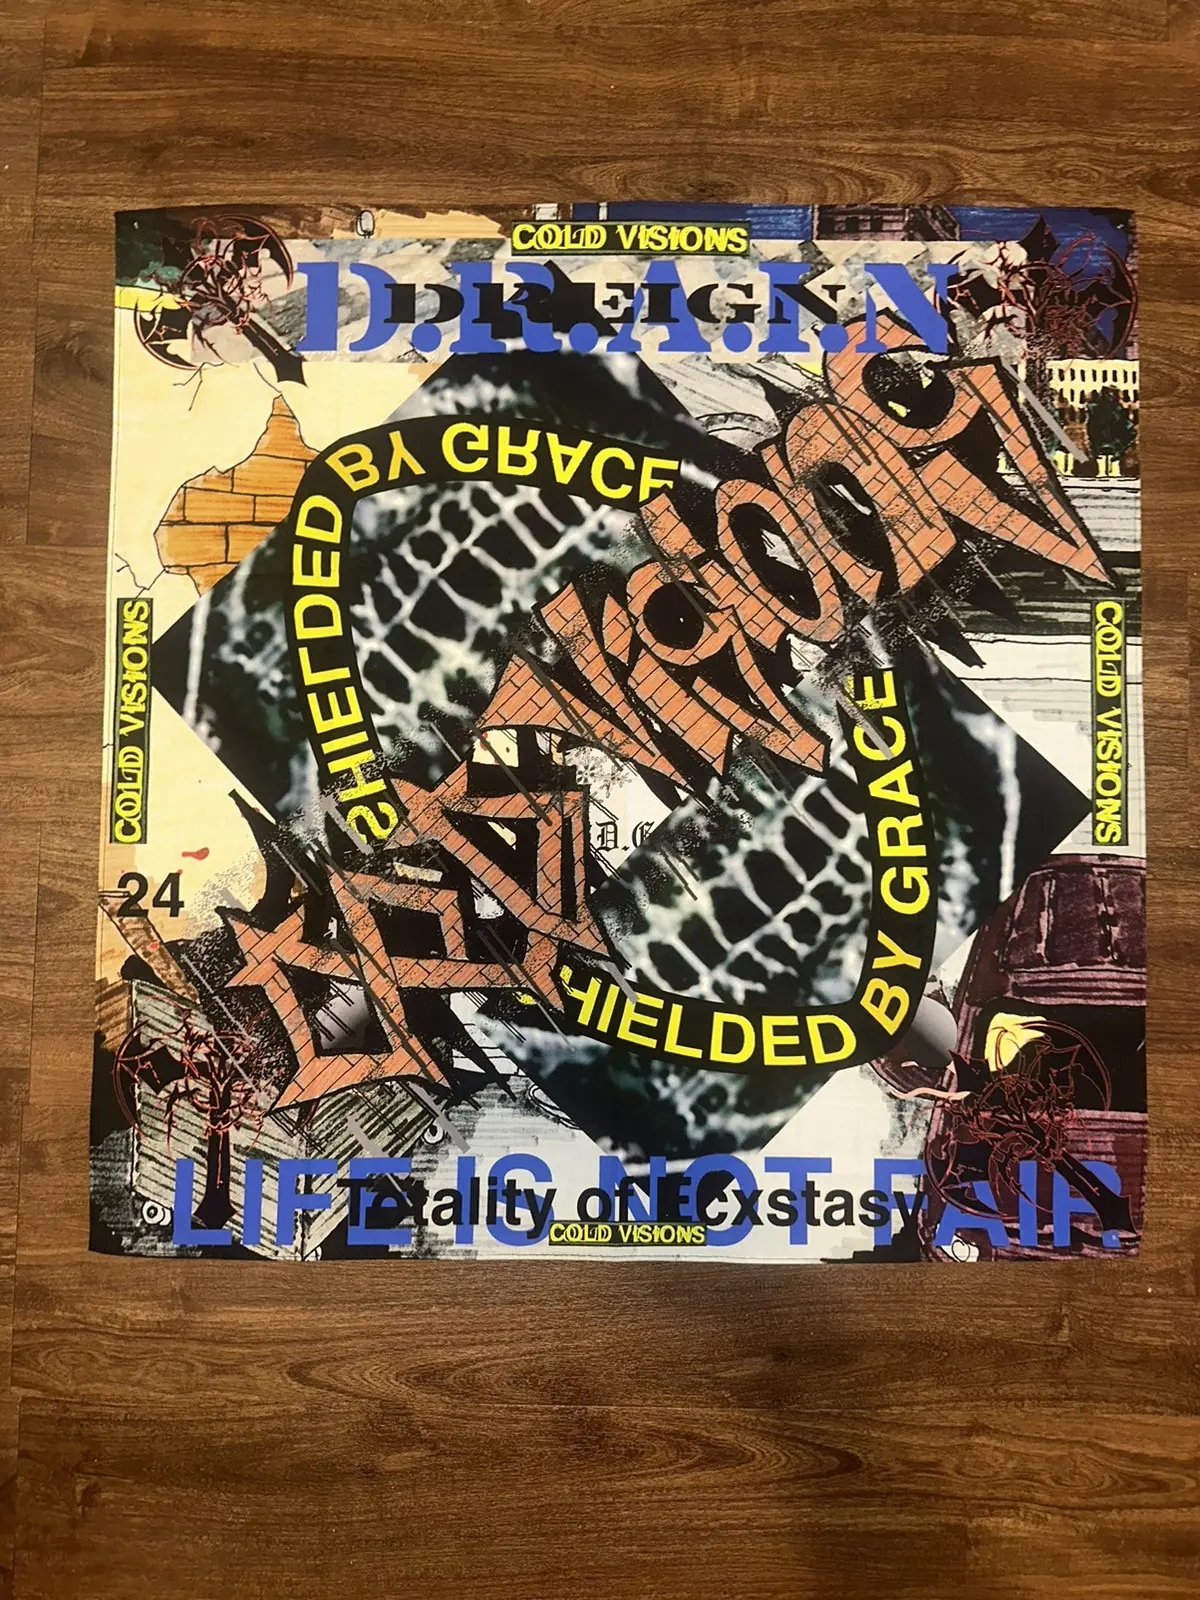 COLD VISIONS
D.R.A.I.N
DREIGN
SHIELDED BY GRACE
COLD VISIONS
COLD VISIONS
24
D.G
SHIELDED BY GRACE
LIFE IS NOT FAIR.
Totality of Ecxstasy
COLD VISIONS